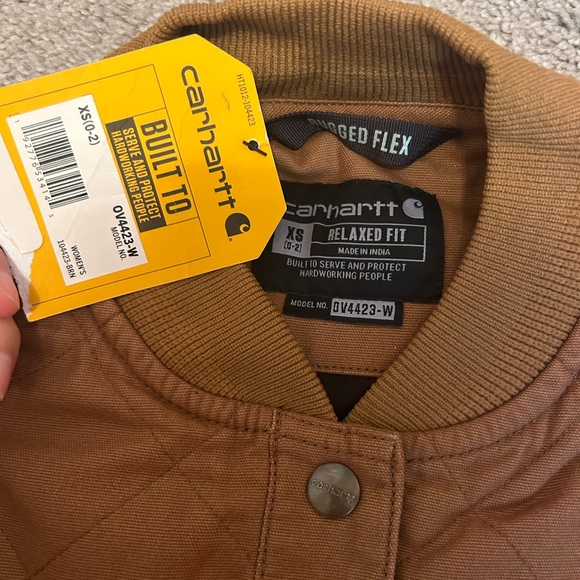 HT1012-104423
carhartt
BUILT TO
SERVE AND PROTECT
HARDWORKING PEOPLE
XS(0-2)
OV4423-W
MODEL NO.
WOMEN'S
104423-BRN
RUGGED FLEX
carhartt
XS
(0-2)
RELAXED FIT
MADE IN INDIA
BUILT TO SERVE AND PROTECT
HARDWORKING PEOPLE
MODEL NO. OV4423-W
carhartt